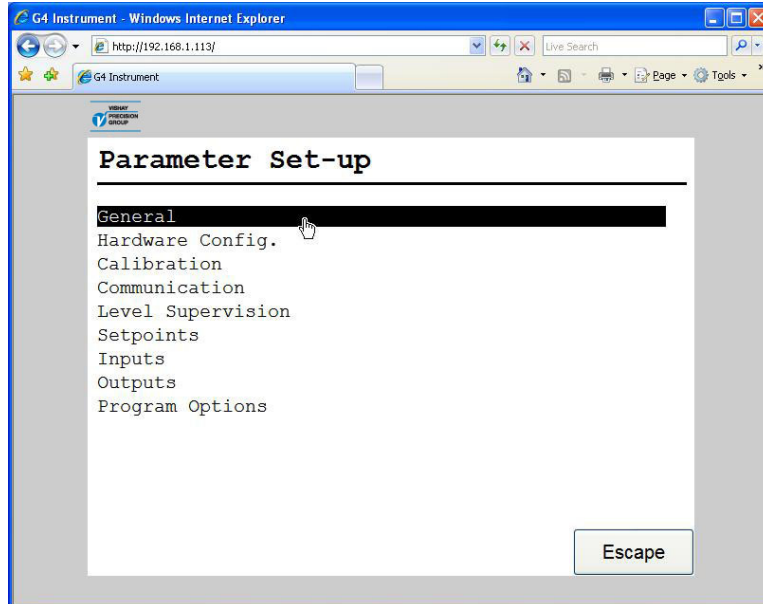 G4 Instrument - Windows Internet Explorer
http://192.168.1.113/
Live Search
G4 Instrument
Page
Tools
VISHAY
PRECISION
GROUP
Parameter Set-up
General
Hardware Config.
Calibration
Communication
Level Supervision
Setpoints
Inputs
Outputs
Program Options
Escape